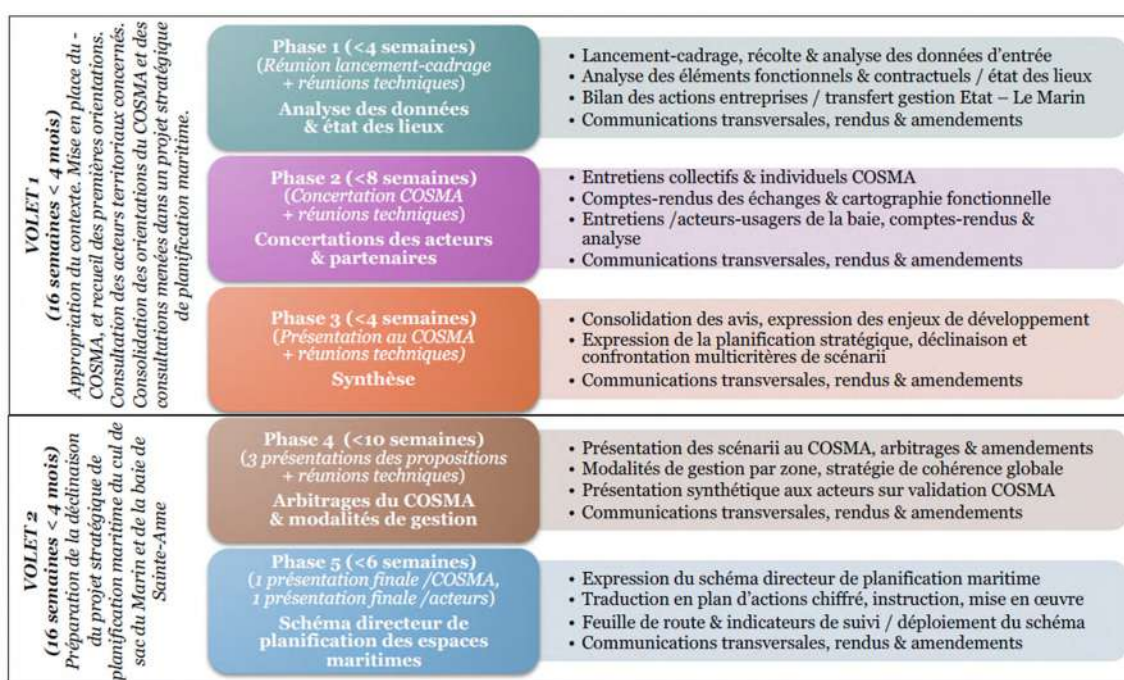 VOLET 1
(16 semaines < 4 mois)
Appropriation du contexte. Mise en place du -
COSMA, et recueil des premières orientations.
Consultation des acteurs territoriaux concernés.
Consolidation des orientations du COSMA et des
consultations menées dans un projet stratégique
de planification maritime.
Phase 1 (<4 semaines)
(Réunion lancement-cadrage
+ réunions techniques)
Analyse des données
& état des lieux
• Lancement-cadrage, récolte & analyse des données d'entrée
• Analyse des éléments fonctionnels & contractuels / état des lieux
• Bilan des actions entreprises / transfert gestion Etat – Le Marin
• Communications transversales, rendus & amendements
Phase 2 (<8 semaines)
(Concertation COSMA
+ réunions techniques)
Concertations des acteurs
& partenaires
• Entretiens collectifs & individuels COSMA
• Comptes-rendus des échanges & cartographie fonctionnelle
• Entretiens /acteurs-usagers de la baie, comptes-rendus &
analyse
• Communications transversales, rendus & amendements
Phase 3 (<4 semaines)
(Présentation au COSMA
+ réunions techniques)
Synthèse
• Consolidation des avis, expression des enjeux de développement
• Expression de la planification stratégique, déclinaison et
confrontation multicritères de scénarii
• Communications transversales, rendus & amendements
VOLET 2
(16 semaines < 4 mois)
Préparation de la déclinaison
du projet stratégique de
planification maritime du cul de
sac du Marin et de la baie de
Sainte-Anne
Phase 4 (<10 semaines)
(3 présentations des propositions
+ réunions techniques)
Arbitrages du COSMA
& modalités de gestion
• Présentation des scénarii au COSMA, arbitrages & amendements
• Modalités de gestion par zone, stratégie de cohérence globale
• Présentation synthétique aux acteurs sur validation COSMA
• Communications transversales, rendus & amendements
Phase 5 (<6 semaines)
(1 présentation finale /COSMA,
1 présentation finale /acteurs)
Schéma directeur de
planification des espaces
maritimes
• Expression du schéma directeur de planification maritime
• Traduction en plan d'actions chiffré, instruction, mise en œuvre
• Feuille de route & indicateurs de suivi / déploiement du schéma
• Communications transversales, rendus & amendements